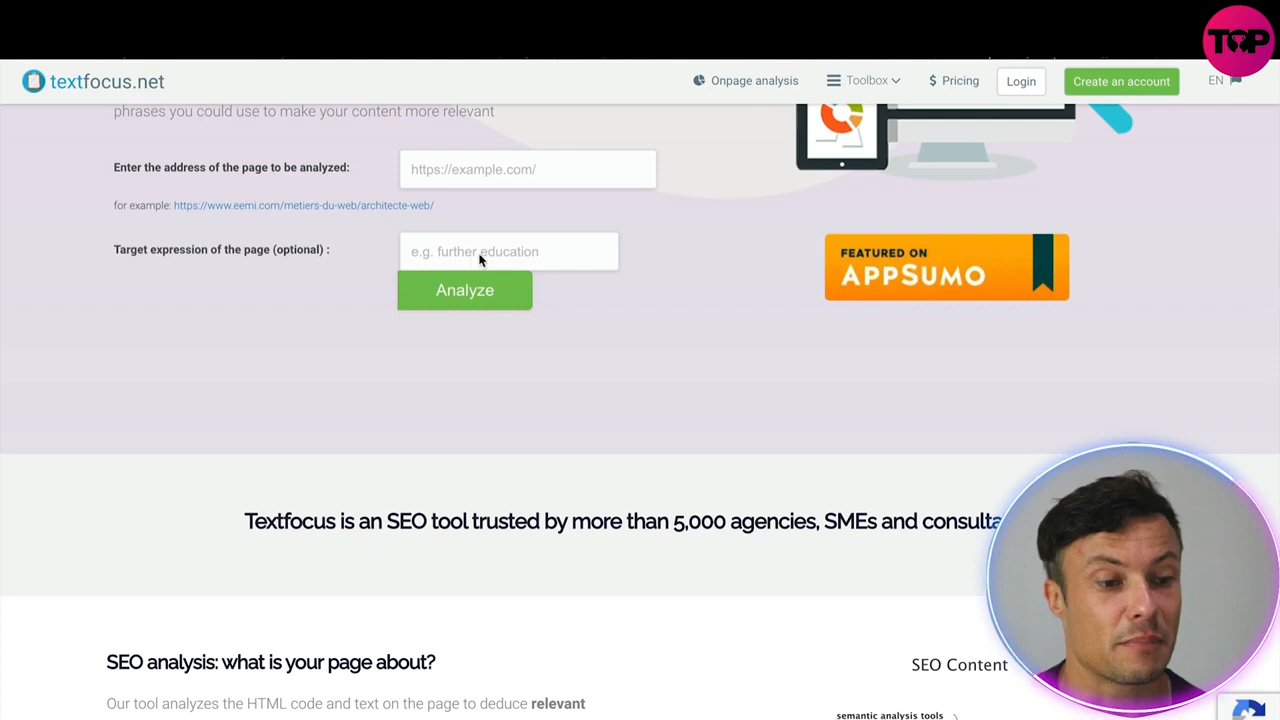 TOP
textfocus.net
Onpage analysis
Toolbox
$ Pricing
Login
Create an account
EN
phrases you could use to make your content more relevant
Enter the address of the page to be analyzed:
https://example.com/
for example: https://www.eemi.com/metiers-du-web/architecte-web/
Target expression of the page (optional) :
e.g. further education
Analyze
FEATURED ON
APPSUMO
Textfocus is an SEO tool trusted by more than 5,000 agencies, SMEs and consulta
SEO analysis: what is your page about?
Our tool analyzes the HTML code and text on the page to deduce relevant
SEO Content
semantic analysis tools